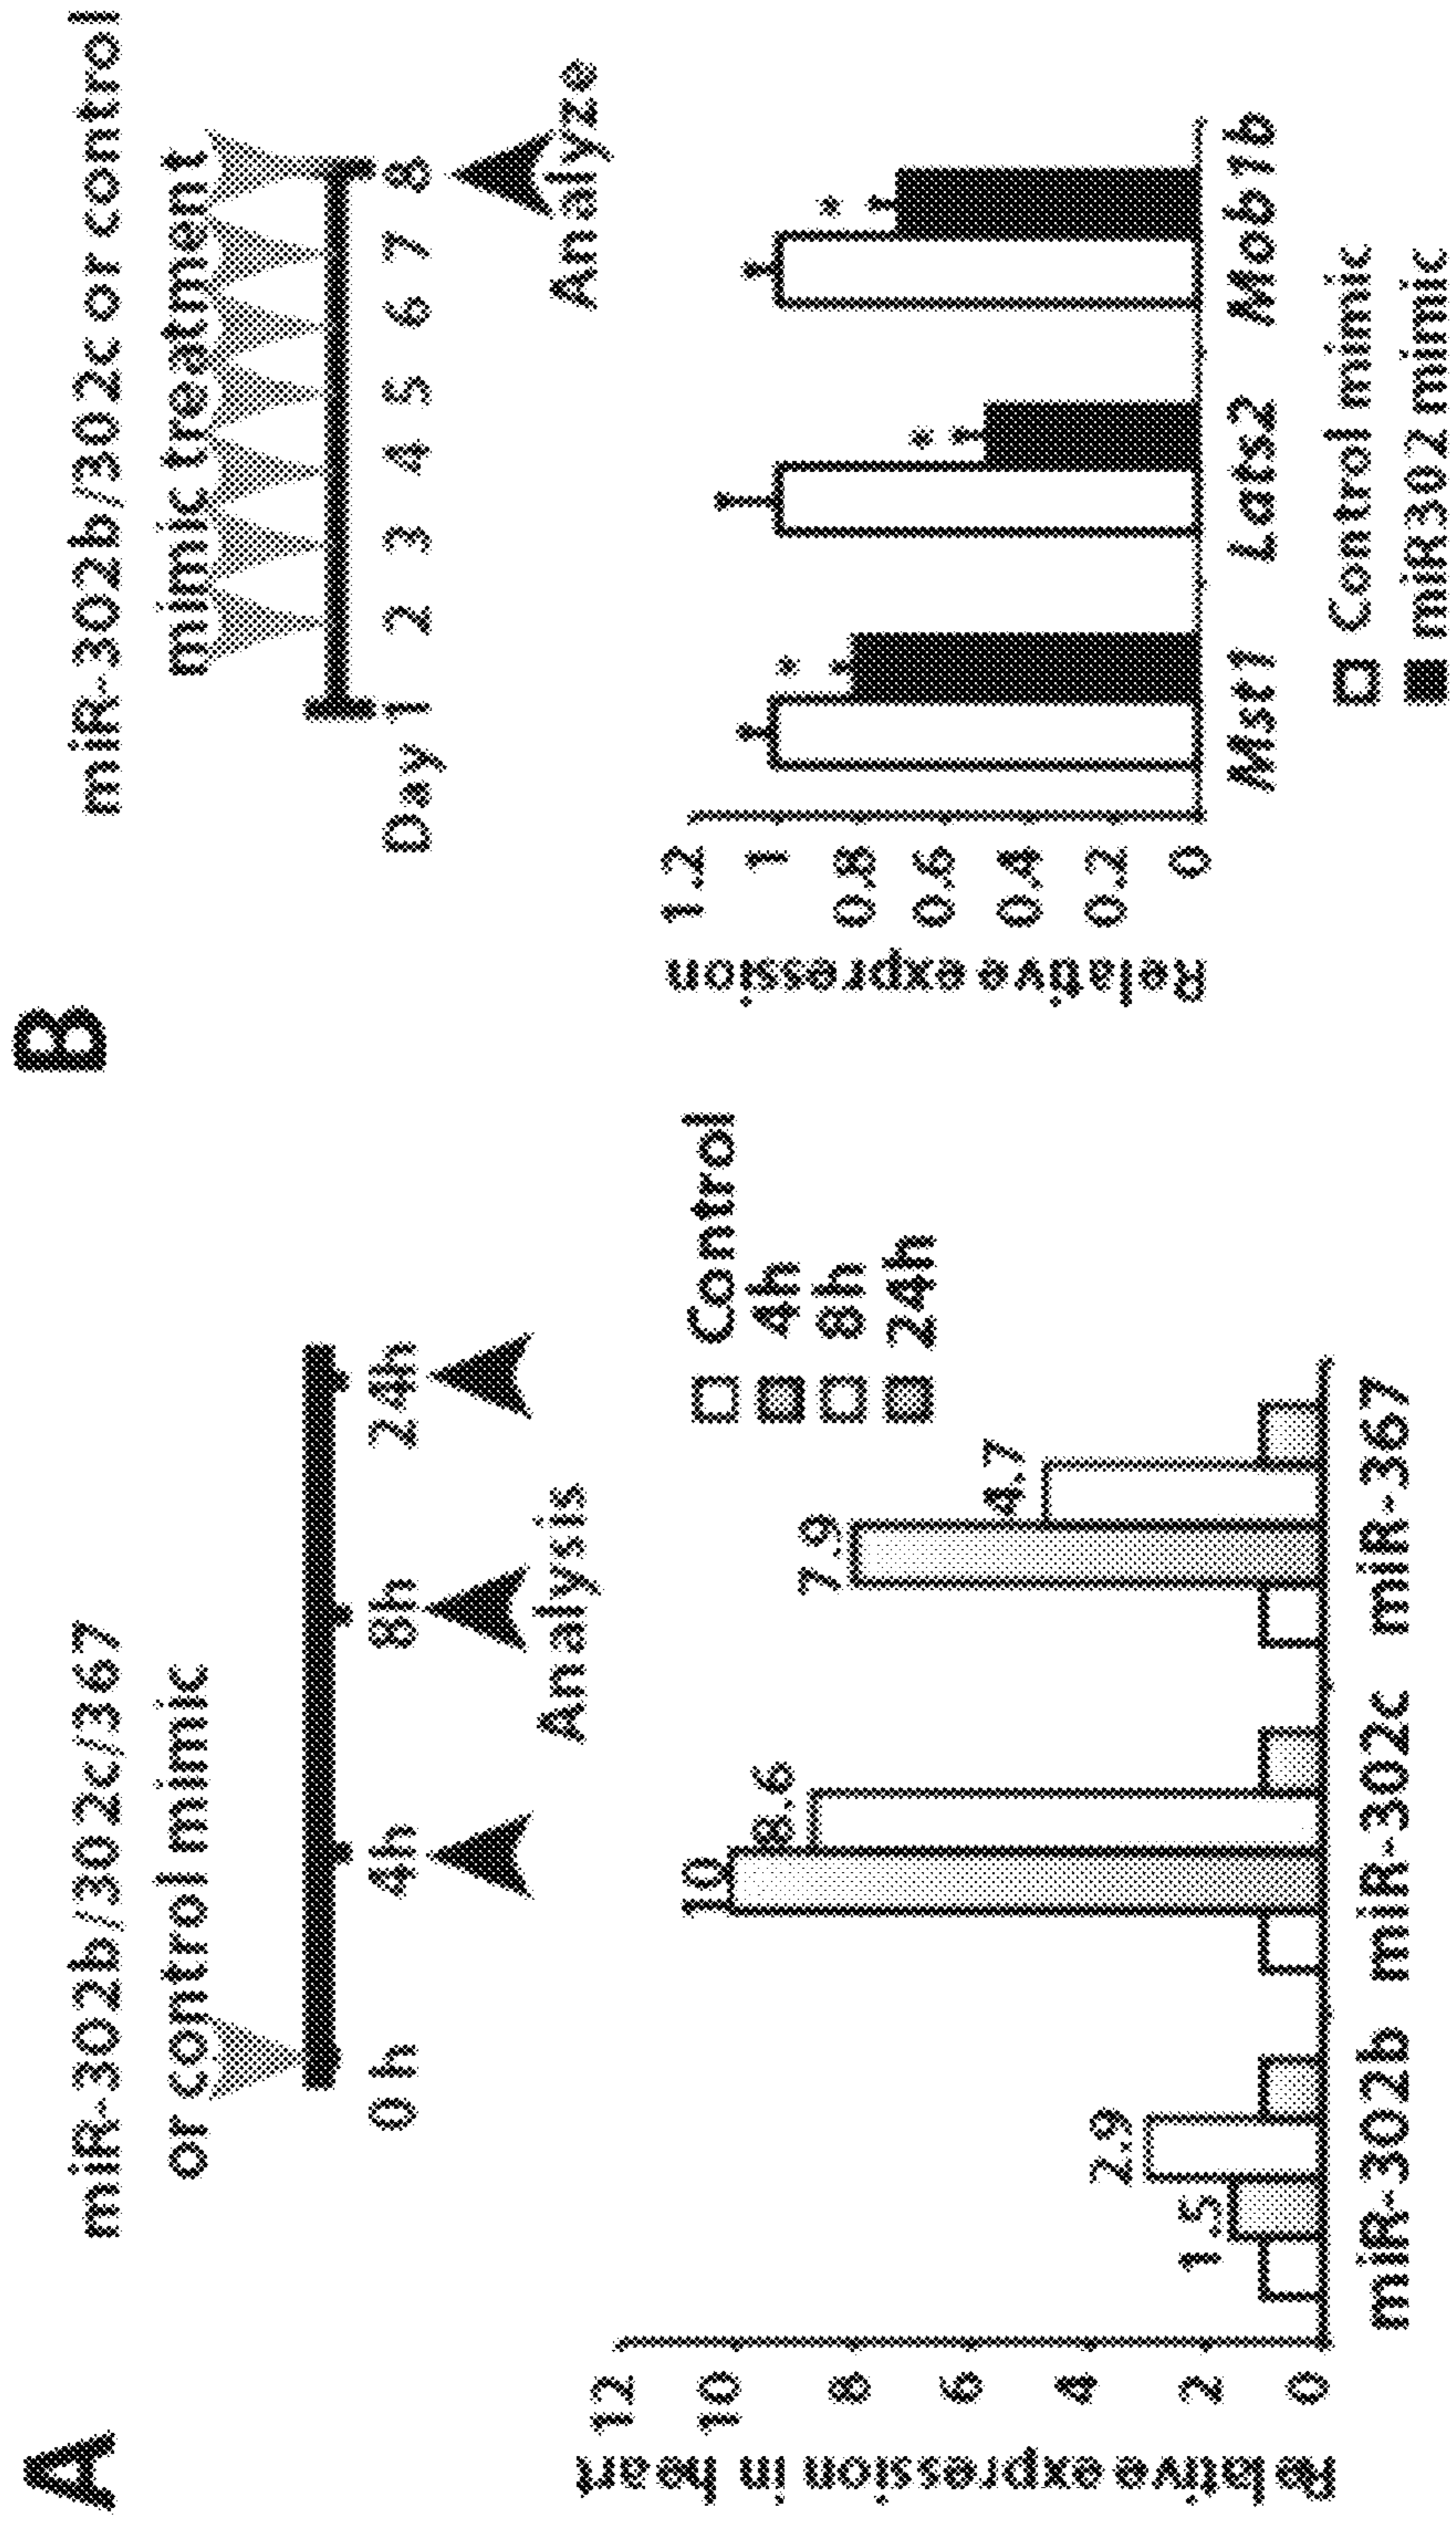 A
miR-302b/302c/367
or control mimic
0 h 4h 8h 24h
Analysis
Relative expression in heart
12
10
8
6
4
2
0
1.5
2.9
10
8.6
7.9
4.7
miR-302b miR-302c miR-367
Control
4h
8h
24h
B
miR-302b/302c or control
mimic treatment
Day 1 2 3 4 5 6 7 8
Analyze
Relative expression
1.2
1
0.8
0.6
0.4
0.2
0
*
*
*
Mst1 Lats2 Mob1b
Control mimic
miR302 mimic